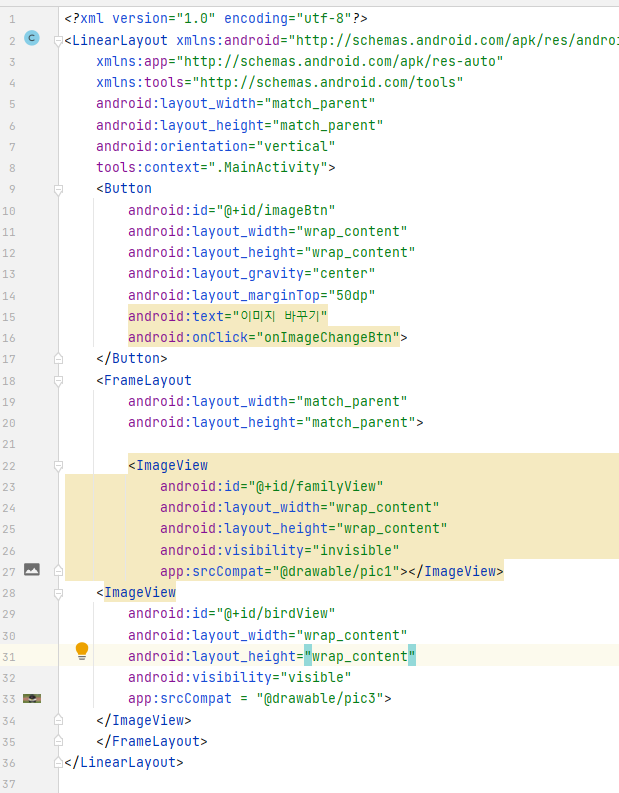 1 <?xml version="1.0" encoding="utf-8"?>
2 <LinearLayout xmlns:android="http://schemas.android.com/apk/res/andro
3 xmlns:app="http://schemas.android.com/apk/res-auto"
4 xmlns:tools="http://schemas.android.com/tools"
5 android:layout_width="match_parent"
6 android:layout_height="match_parent"
7 android:orientation="vertical"
8 tools:context=".MainActivity">
9 <Button
10 android:id="@+id/imageBtn"
11 android:layout_width="wrap_content"
12 android:layout_height="wrap_content"
13 android:layout_gravity="center"
14 android:layout_marginTop="50dp"
15 android:text="이미지 바꾸기"
16 android:onClick="onImageChangeBtn">
17 </Button>
18 <FrameLayout
19 android:layout_width="match_parent"
20 android:layout_height="match_parent">
21
22 <ImageView
23 android:id="@+id/familyView"
24 android:layout_width="wrap_content"
25 android:layout_height="wrap_content"
26 android:visibility="invisible"
27 app:srcCompat="@drawable/pic1"></ImageView>
28 <ImageView
29 android:id="@+id/birdView"
30 android:layout_width="wrap_content"
31 android:layout_height="wrap_content"
32 android:visibility="visible"
33 app:srcCompat = "@drawable/pic3">
34 </ImageView>
35 </FrameLayout>
36 </LinearLayout>
37